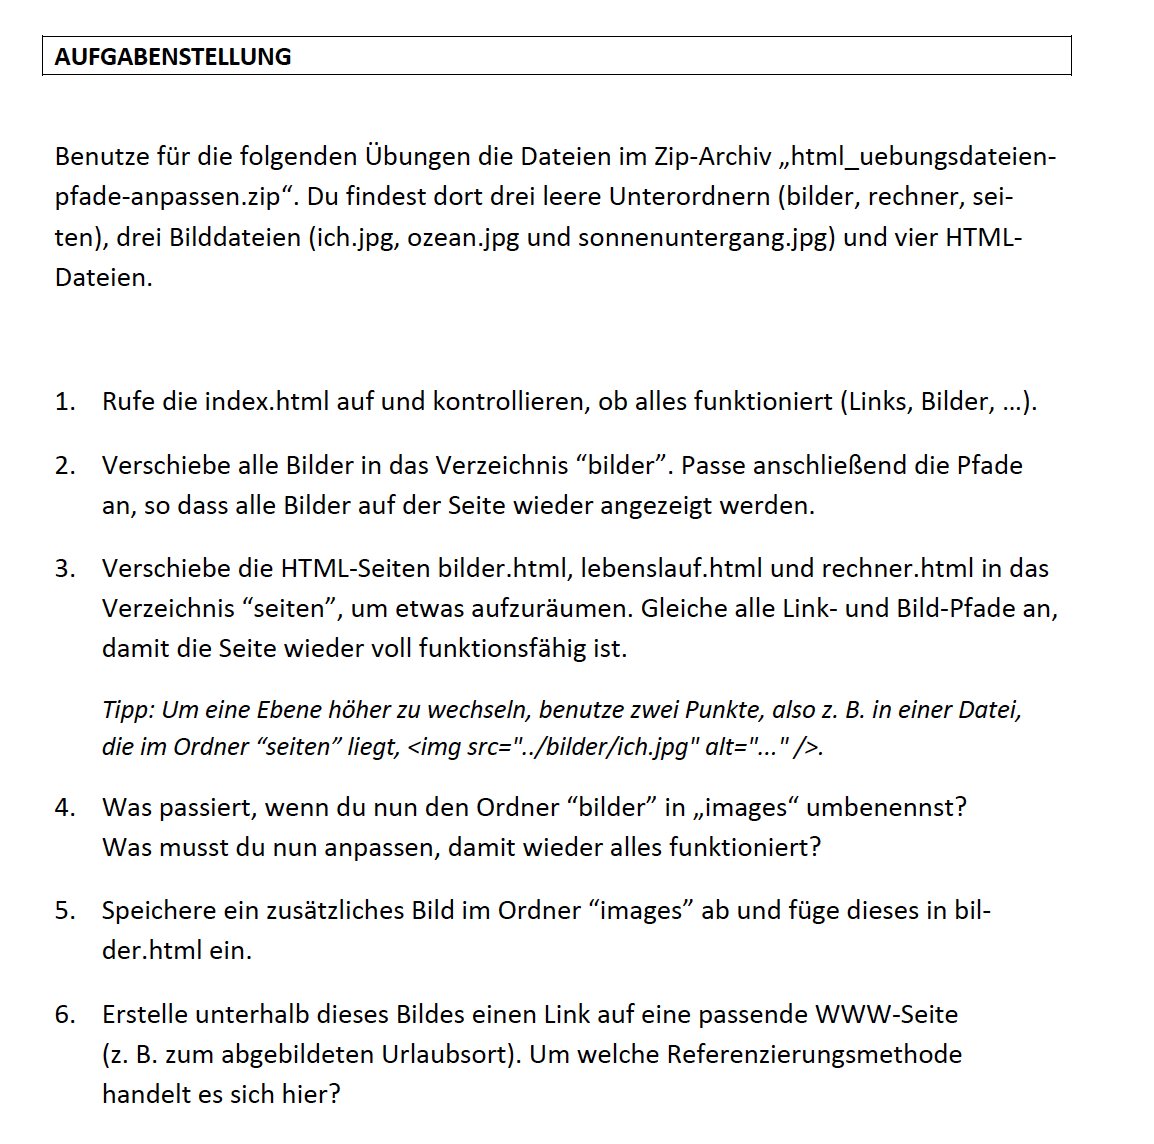 AUFGABENSTELLUNG
Benutze für die folgenden Übungen die Dateien im Zip-Archiv „html_uebungsdateien-
pfade-anpassen.zip“. Du findest dort drei leere Unterordnern (bilder, rechner, sei-
ten), drei Bilddateien (ich.jpg, ozean.jpg und sonnenuntergang.jpg) und vier HTML-
Dateien.
1. Rufe die index.html auf und kontrollieren, ob alles funktioniert (Links, Bilder, …).
2. Verschiebe alle Bilder in das Verzeichnis “bilder”. Passe anschließend die Pfade
an, so dass alle Bilder auf der Seite wieder angezeigt werden.
3. Verschiebe die HTML-Seiten bilder.html, lebenslauf.html und rechner.html in das
Verzeichnis “seiten”, um etwas aufzuräumen. Gleiche alle Link- und Bild-Pfade an,
damit die Seite wieder voll funktionsfähig ist.
Tipp: Um eine Ebene höher zu wechseln, benutze zwei Punkte, also z. B. in einer Datei,
die im Ordner “seiten” liegt, <img src="../bilder/ich.jpg" alt="..." />.
4. Was passiert, wenn du nun den Ordner “bilder” in „images“ umbenennst?
Was musst du nun anpassen, damit wieder alles funktioniert?
5. Speichere ein zusätzliches Bild im Ordner “images” ab und füge dieses in bil-
der.html ein.
6. Erstelle unterhalb dieses Bildes einen Link auf eine passende WWW-Seite
(z. B. zum abgebildeten Urlaubsort). Um welche Referenzierungsmethode
handelt es sich hier?